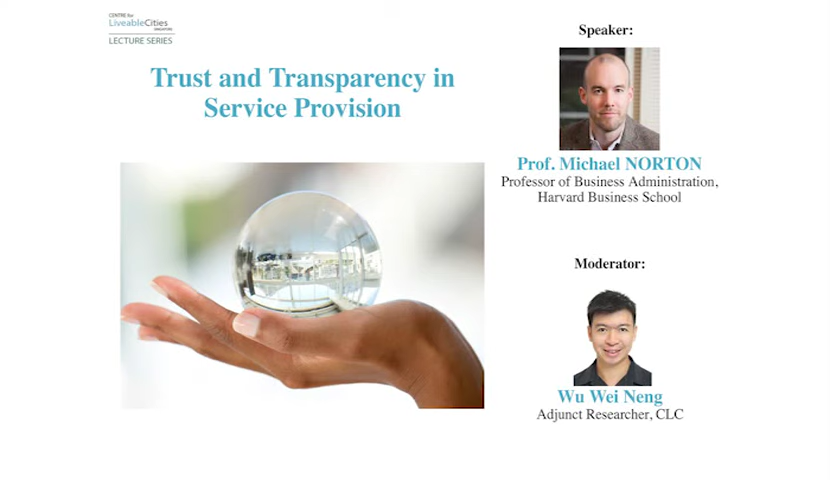 CENTRE for
LiveableCities
SINGAPORE
LECTURE SERIES
Trust and Transparency in
Service Provision
Speaker:
Prof. Michael NORTON
Professor of Business Administration,
Harvard Business School
Moderator:
Wu Wei Neng
Adjunct Researcher, CLC